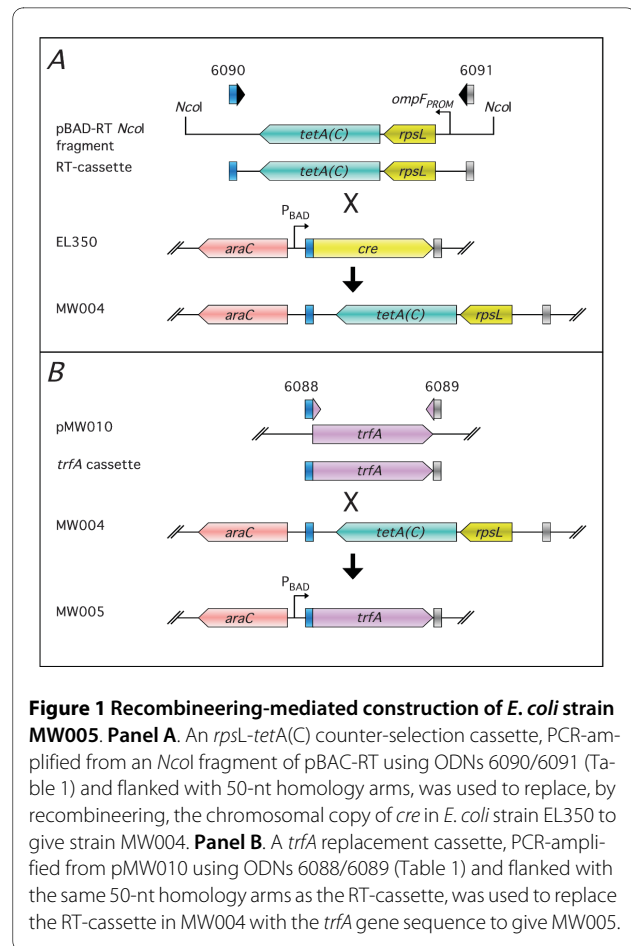 A
6090
6091
ompFPROM
NcoI
NcoI
pBAD-RT NcoI
fragment
tetA(C)
rpsL
RT-cassette
tetA(C)
rpsL
X
PBAD
EL350
araC
cre
MW004
araC
tetA(C)
rpsL
B
6088
6089
pMW010
trfA
trfA cassette
trfA
X
MW004
araC
tetA(C)
rpsL
PBAD
MW005
araC
trfA
Figure 1 Recombineering-mediated construction of E. coli strain
MW005. Panel A. An rpsL-tetA(C) counter-selection cassette, PCR-am-
plified from an NcoI fragment of pBAC-RT using ODNs 6090/6091 (Ta-
ble 1) and flanked with 50-nt homology arms, was used to replace, by
recombineering, the chromosomal copy of cre in E. coli strain EL350 to
give strain MW004. Panel B. A trfA replacement cassette, PCR-ampli-
fied from pMW010 using ODNs 6088/6089 (Table 1) and flanked with
the same 50-nt homology arms as the RT-cassette, was used to replace
the RT-cassette in MW004 with the trfA gene sequence to give MW005.